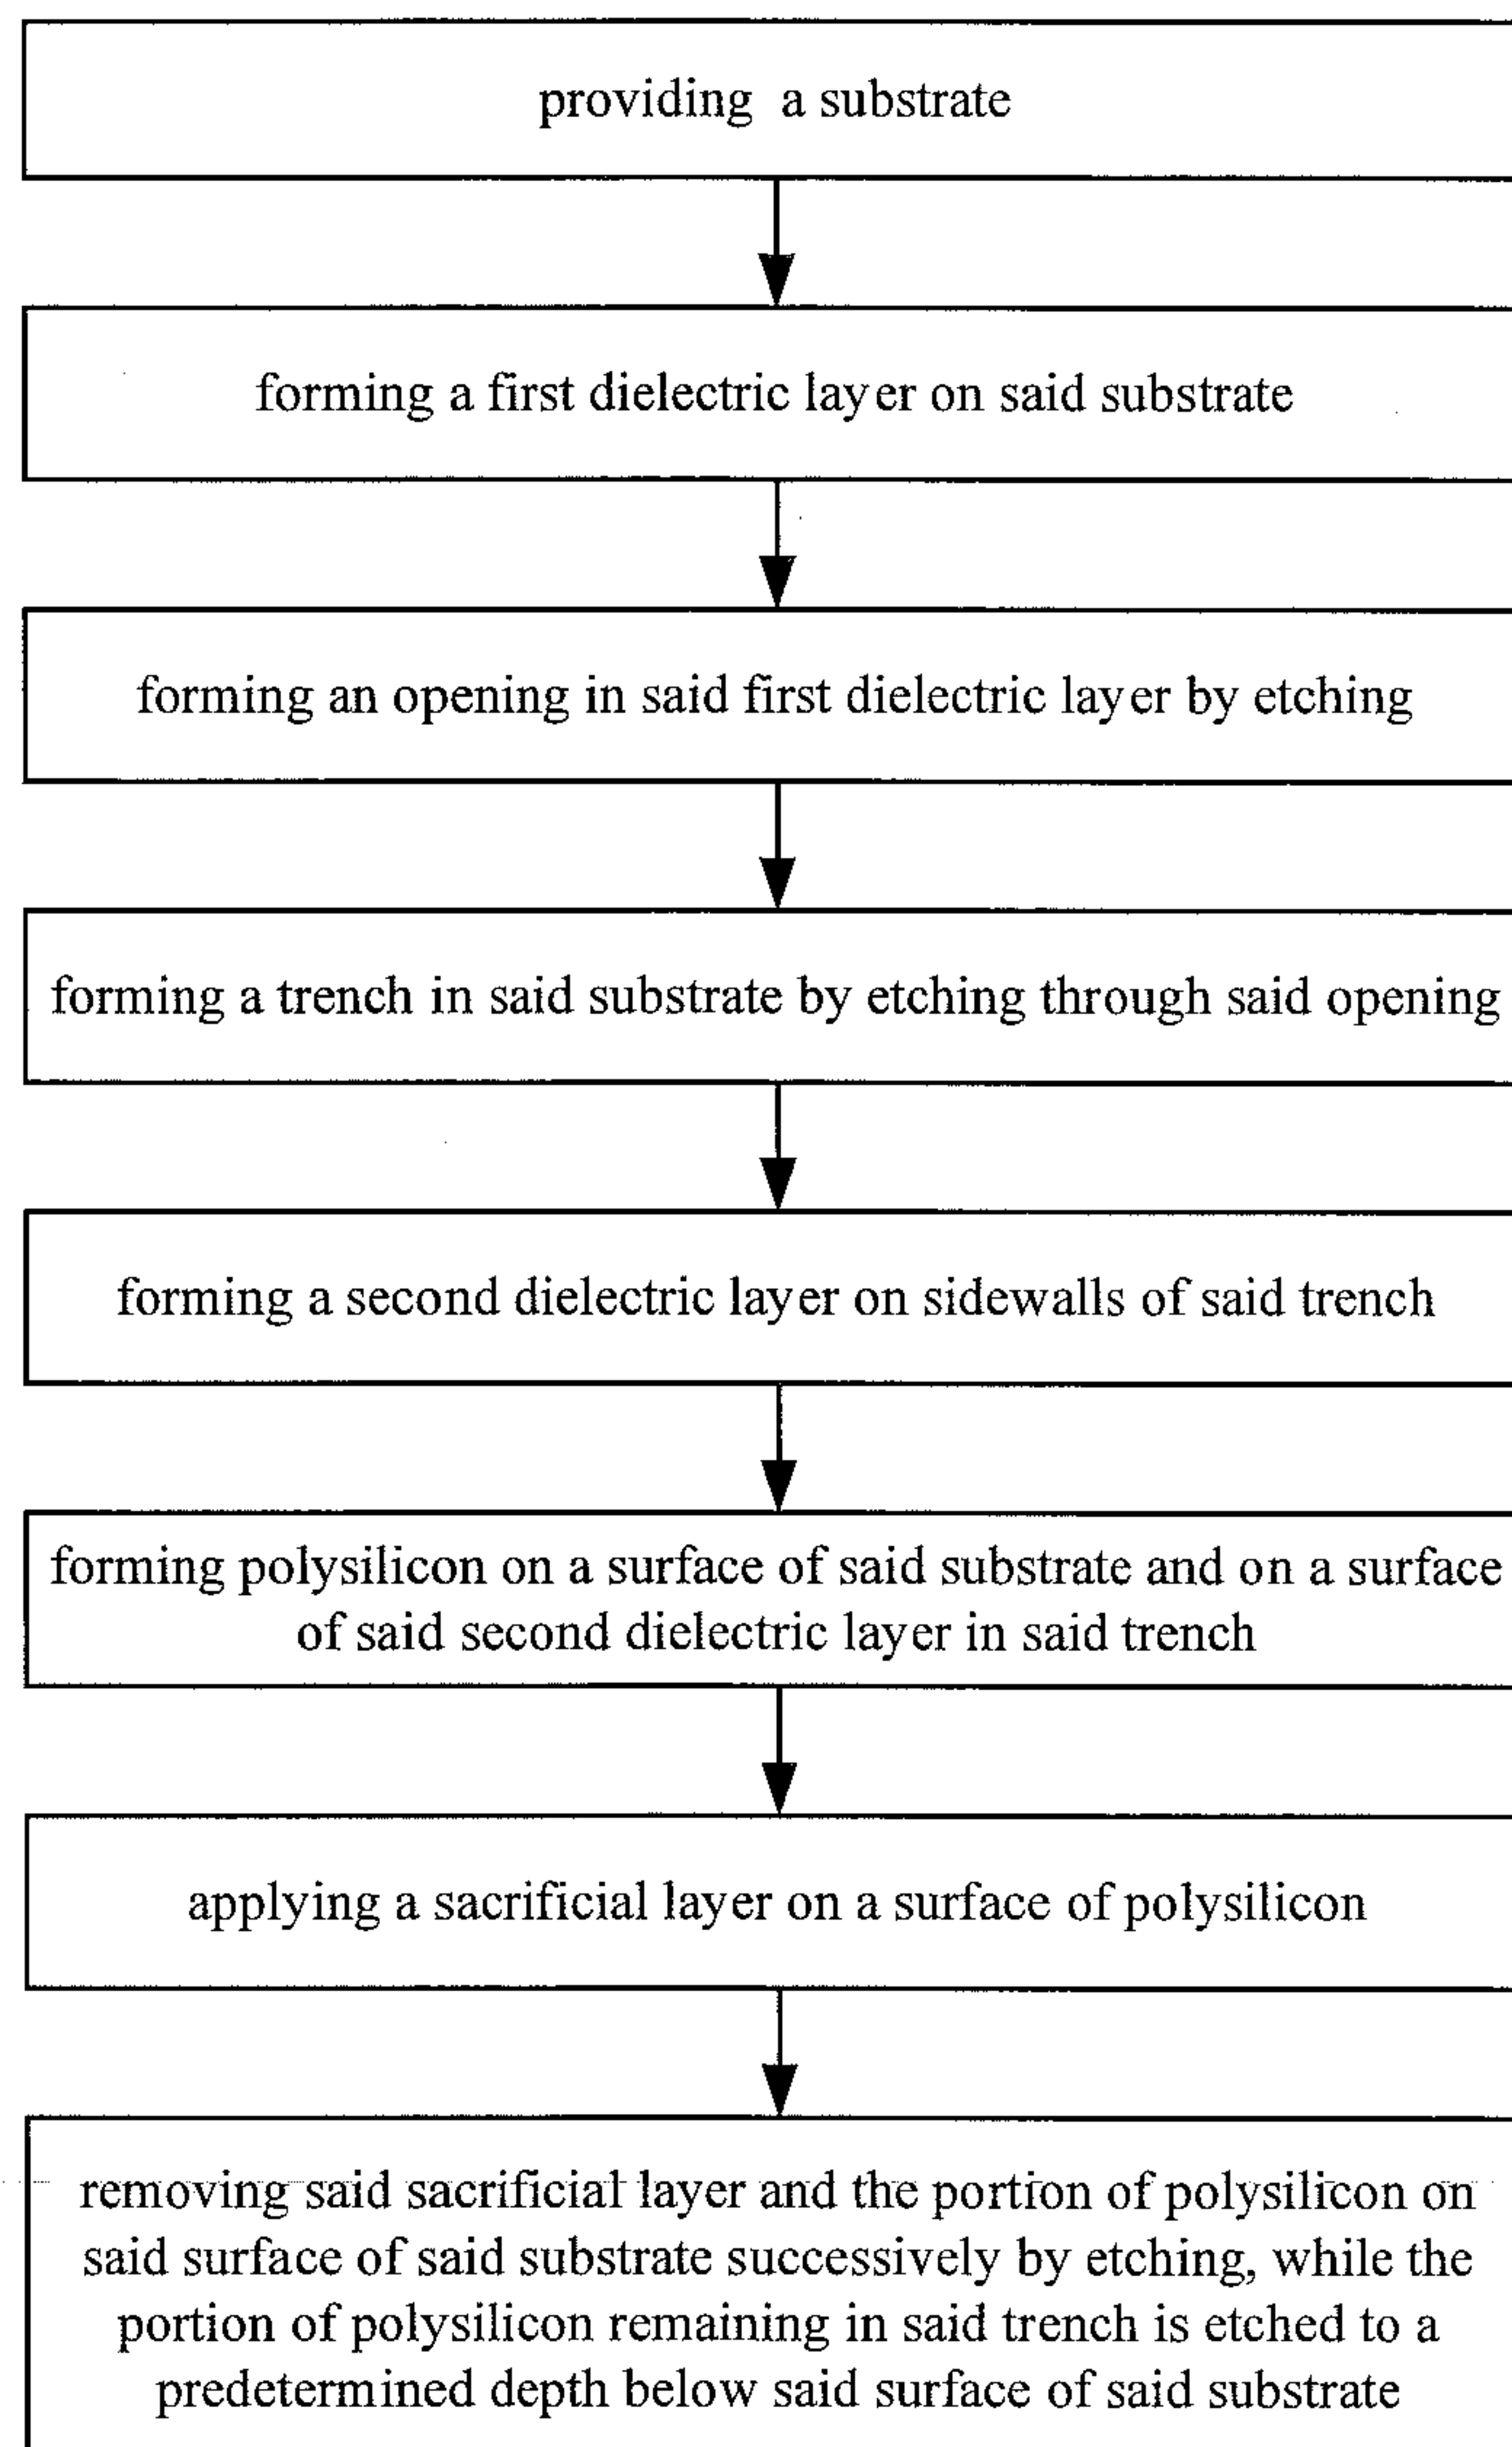 providing a substrate
forming a first dielectric layer on said substrate
forming an opening in said first dielectric layer by etching
forming a trench in said substrate by etching through said opening
forming a second dielectric layer on sidewalls of said trench
forming polysilicon on a surface of said substrate and on a surface
of said second dielectric layer in said trench
applying a sacrificial layer on a surface of polysilicon
removing said sacrificial layer and the portion of polysilicon on
said surface of said substrate successively by etching, while the
portion of polysilicon remaining in said trench is etched to a
predetermined depth below said surface of said substrate